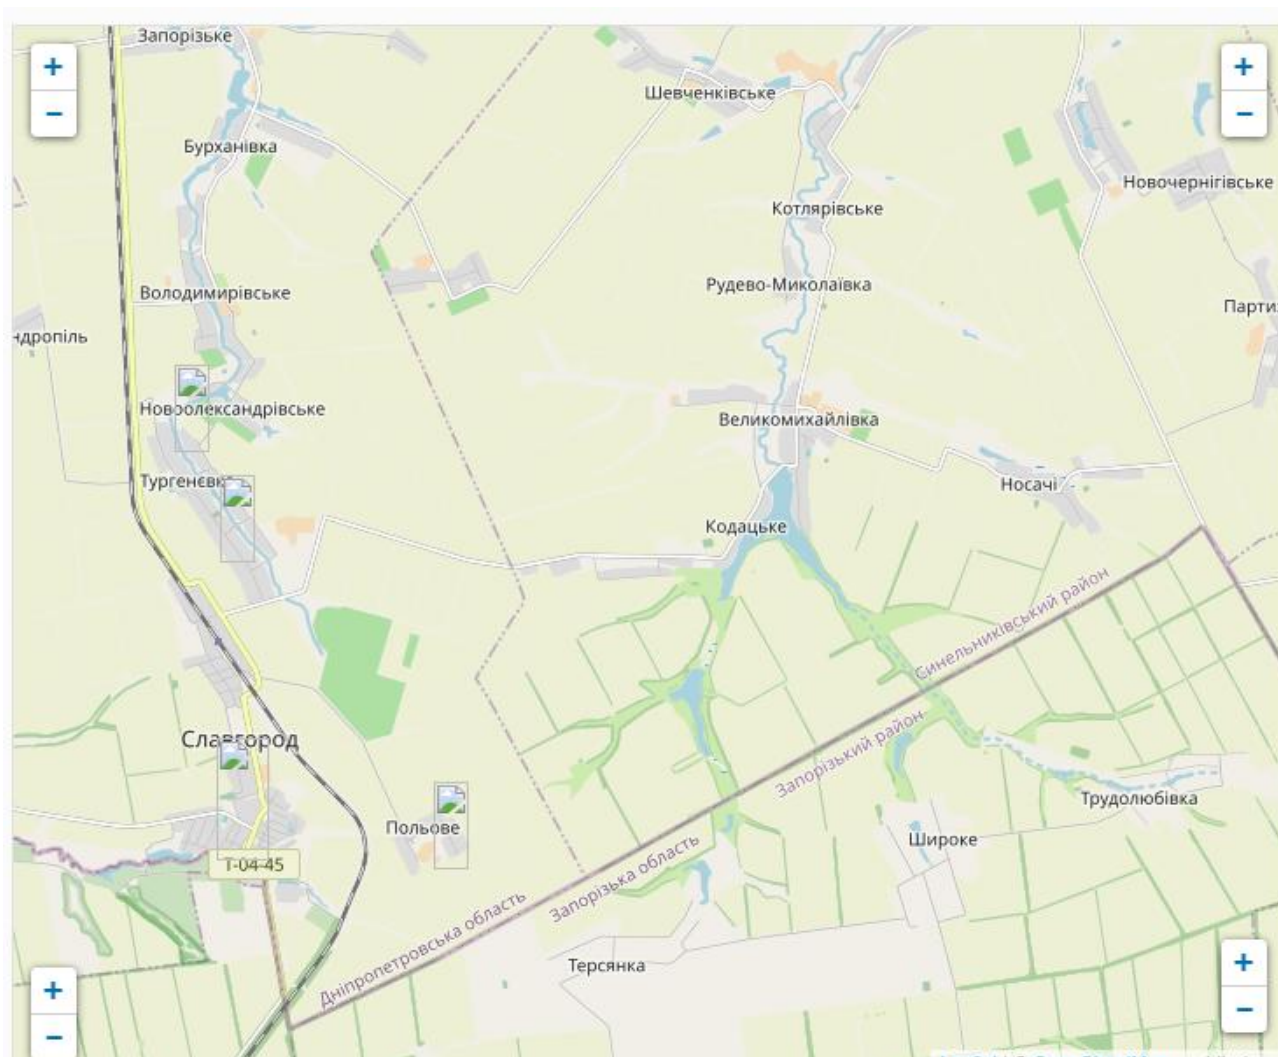 Запорізьке
Шевченківське
Бурханівка
Новочернігівське
Котлярівське
Володимирівське
Рудево-Миколаївка
Новоолександрівське
Великомихайлівка
Тургенєвка
Носачі
Кодацьке
Синельниківський район
Запорізький район
Славгород
Польове
Трудолюбівка
Широке
Т-04-45
Запорізька область
Дніпропетровська область
Терсянка